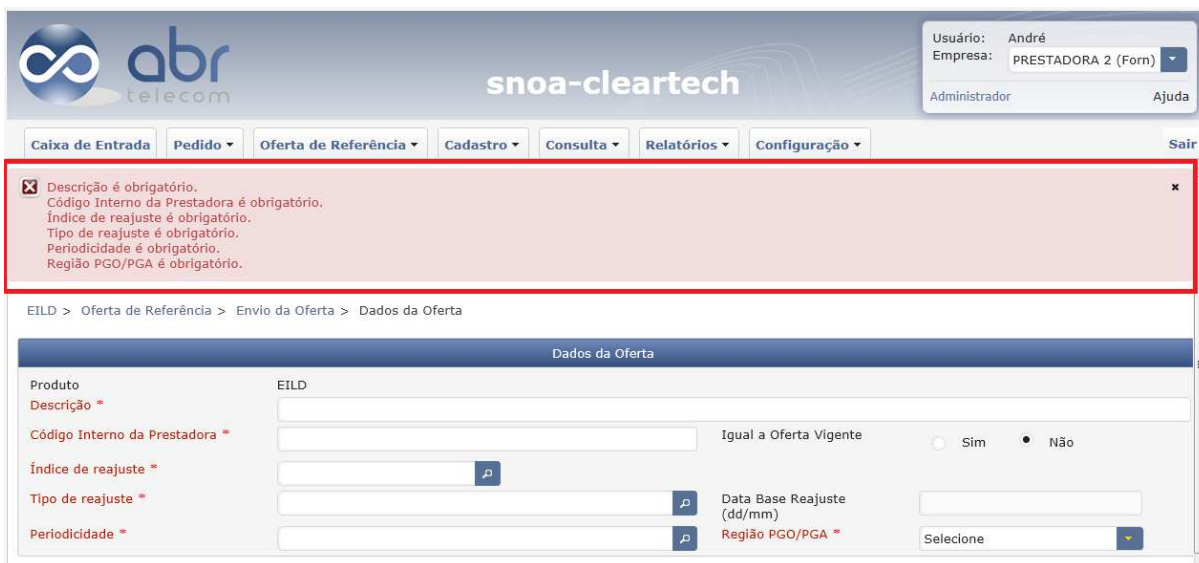 abr
telecom
snoa-cleartech
Usuário: André
Empresa: PRESTADORA 2 (Forn)
Administrador Ajuda
Caixa de Entrada Pedido Oferta de Referência Cadastro Consulta Relatórios Configuração Sair
Descrição é obrigatório.
Código Interno da Prestadora é obrigatório.
Índice de reajuste é obrigatório.
Tipo de reajuste é obrigatório.
Periodicidade é obrigatório.
Região PGO/PGA é obrigatório.
EILD > Oferta de Referência > Envio da Oferta > Dados da Oferta
Dados da Oferta
Produto EILD
Descrição *
Código Interno da Prestadora * Igual a Oferta Vigente Sim Não
Índice de reajuste *
Tipo de reajuste * Data Base Reajuste
(dd/mm)
Periodicidade * Região PGO/PGA * Selecione